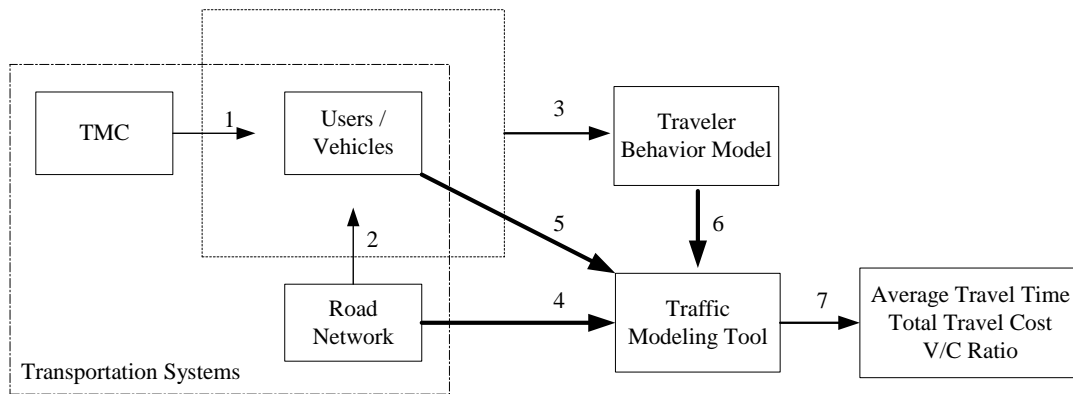 TMC
1
Users /
Vehicles
3
Traveler
Behavior Model
2
5
6
Road
Network
4
Traffic
Modeling Tool
7
Average Travel Time
Total Travel Cost
V/C Ratio
Transportation Systems